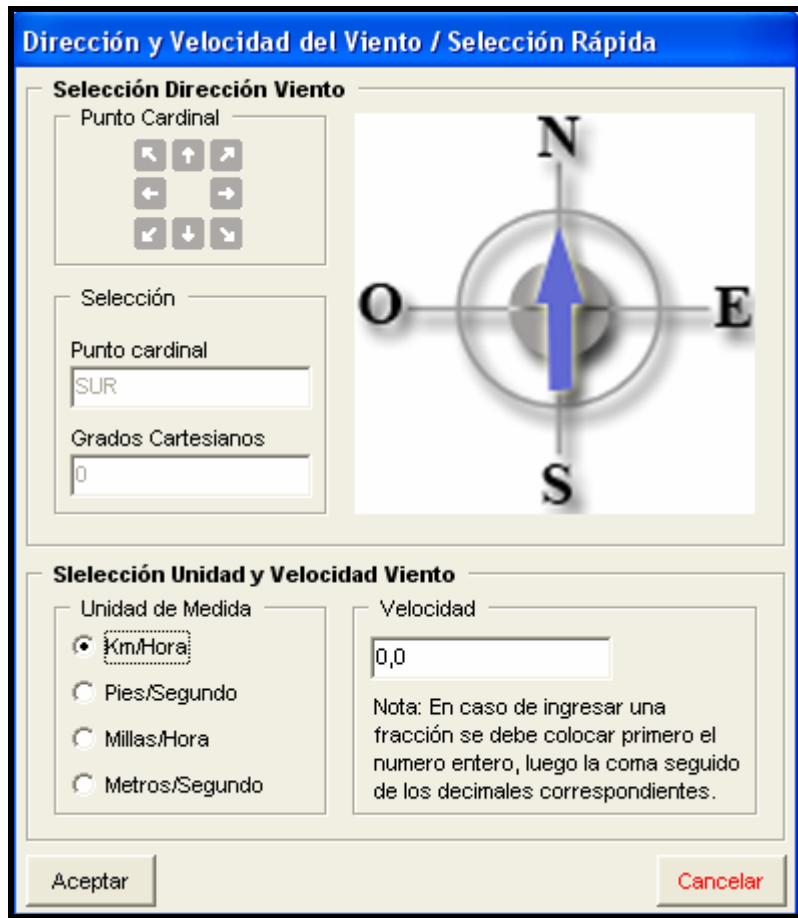 Dirección y Velocidad del Viento / Selección Rápida
Selección Dirección Viento
Punto Cardinal
Selección
Punto cardinal
SUR
Grados Cartesianos
0
N
O
E
S
Slelección Unidad y Velocidad Viento
Unidad de Medida
Km/Hora
Pies/Segundo
Millas/Hora
Metros/Segundo
Velocidad
0,0
Nota: En caso de ingresar una
fracción se debe colocar primero el
numero entero, luego la coma seguido
de los decimales correspondientes.
Aceptar
Cancelar